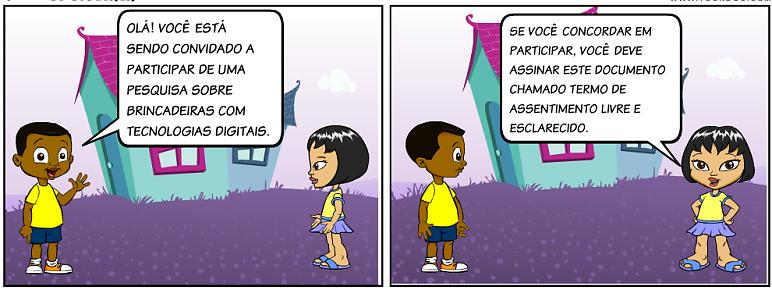 OLÁ! VOCÊ ESTÁ
SENDO CONVIDADO A
PARTICIPAR DE UMA
PESQUISA SOBRE
BRINCADEIRAS COM
TECNOLOGIAS DIGITAIS.
SE VOCÊ CONCORDAR EM
PARTICIPAR, VOCÊ DEVE
ASSINAR ESTE DOCUMENTO
CHAMADO TERMO DE
ASSENTIMENTO LIVRE E
ESCLARECIDO.